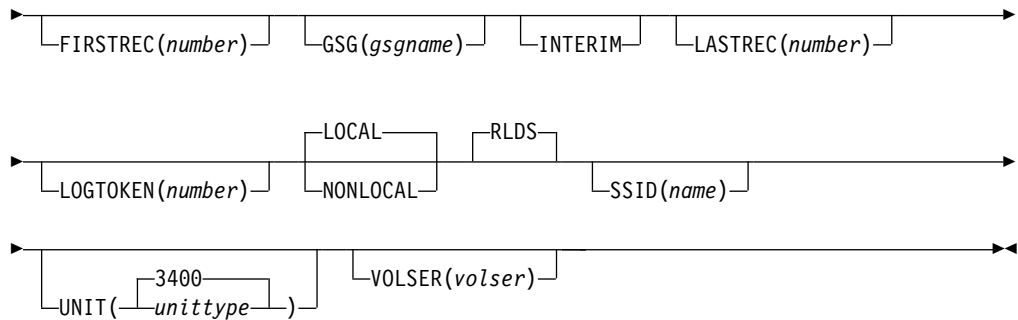 FIRSTREC(number) GSG(gsgname) INTERIM LASTREC(number)
LOCAL RLDS
LOGTOKEN(number) NONLOCAL SSID(name)
3400
UNIT( unittype ) VOLSER(volser)